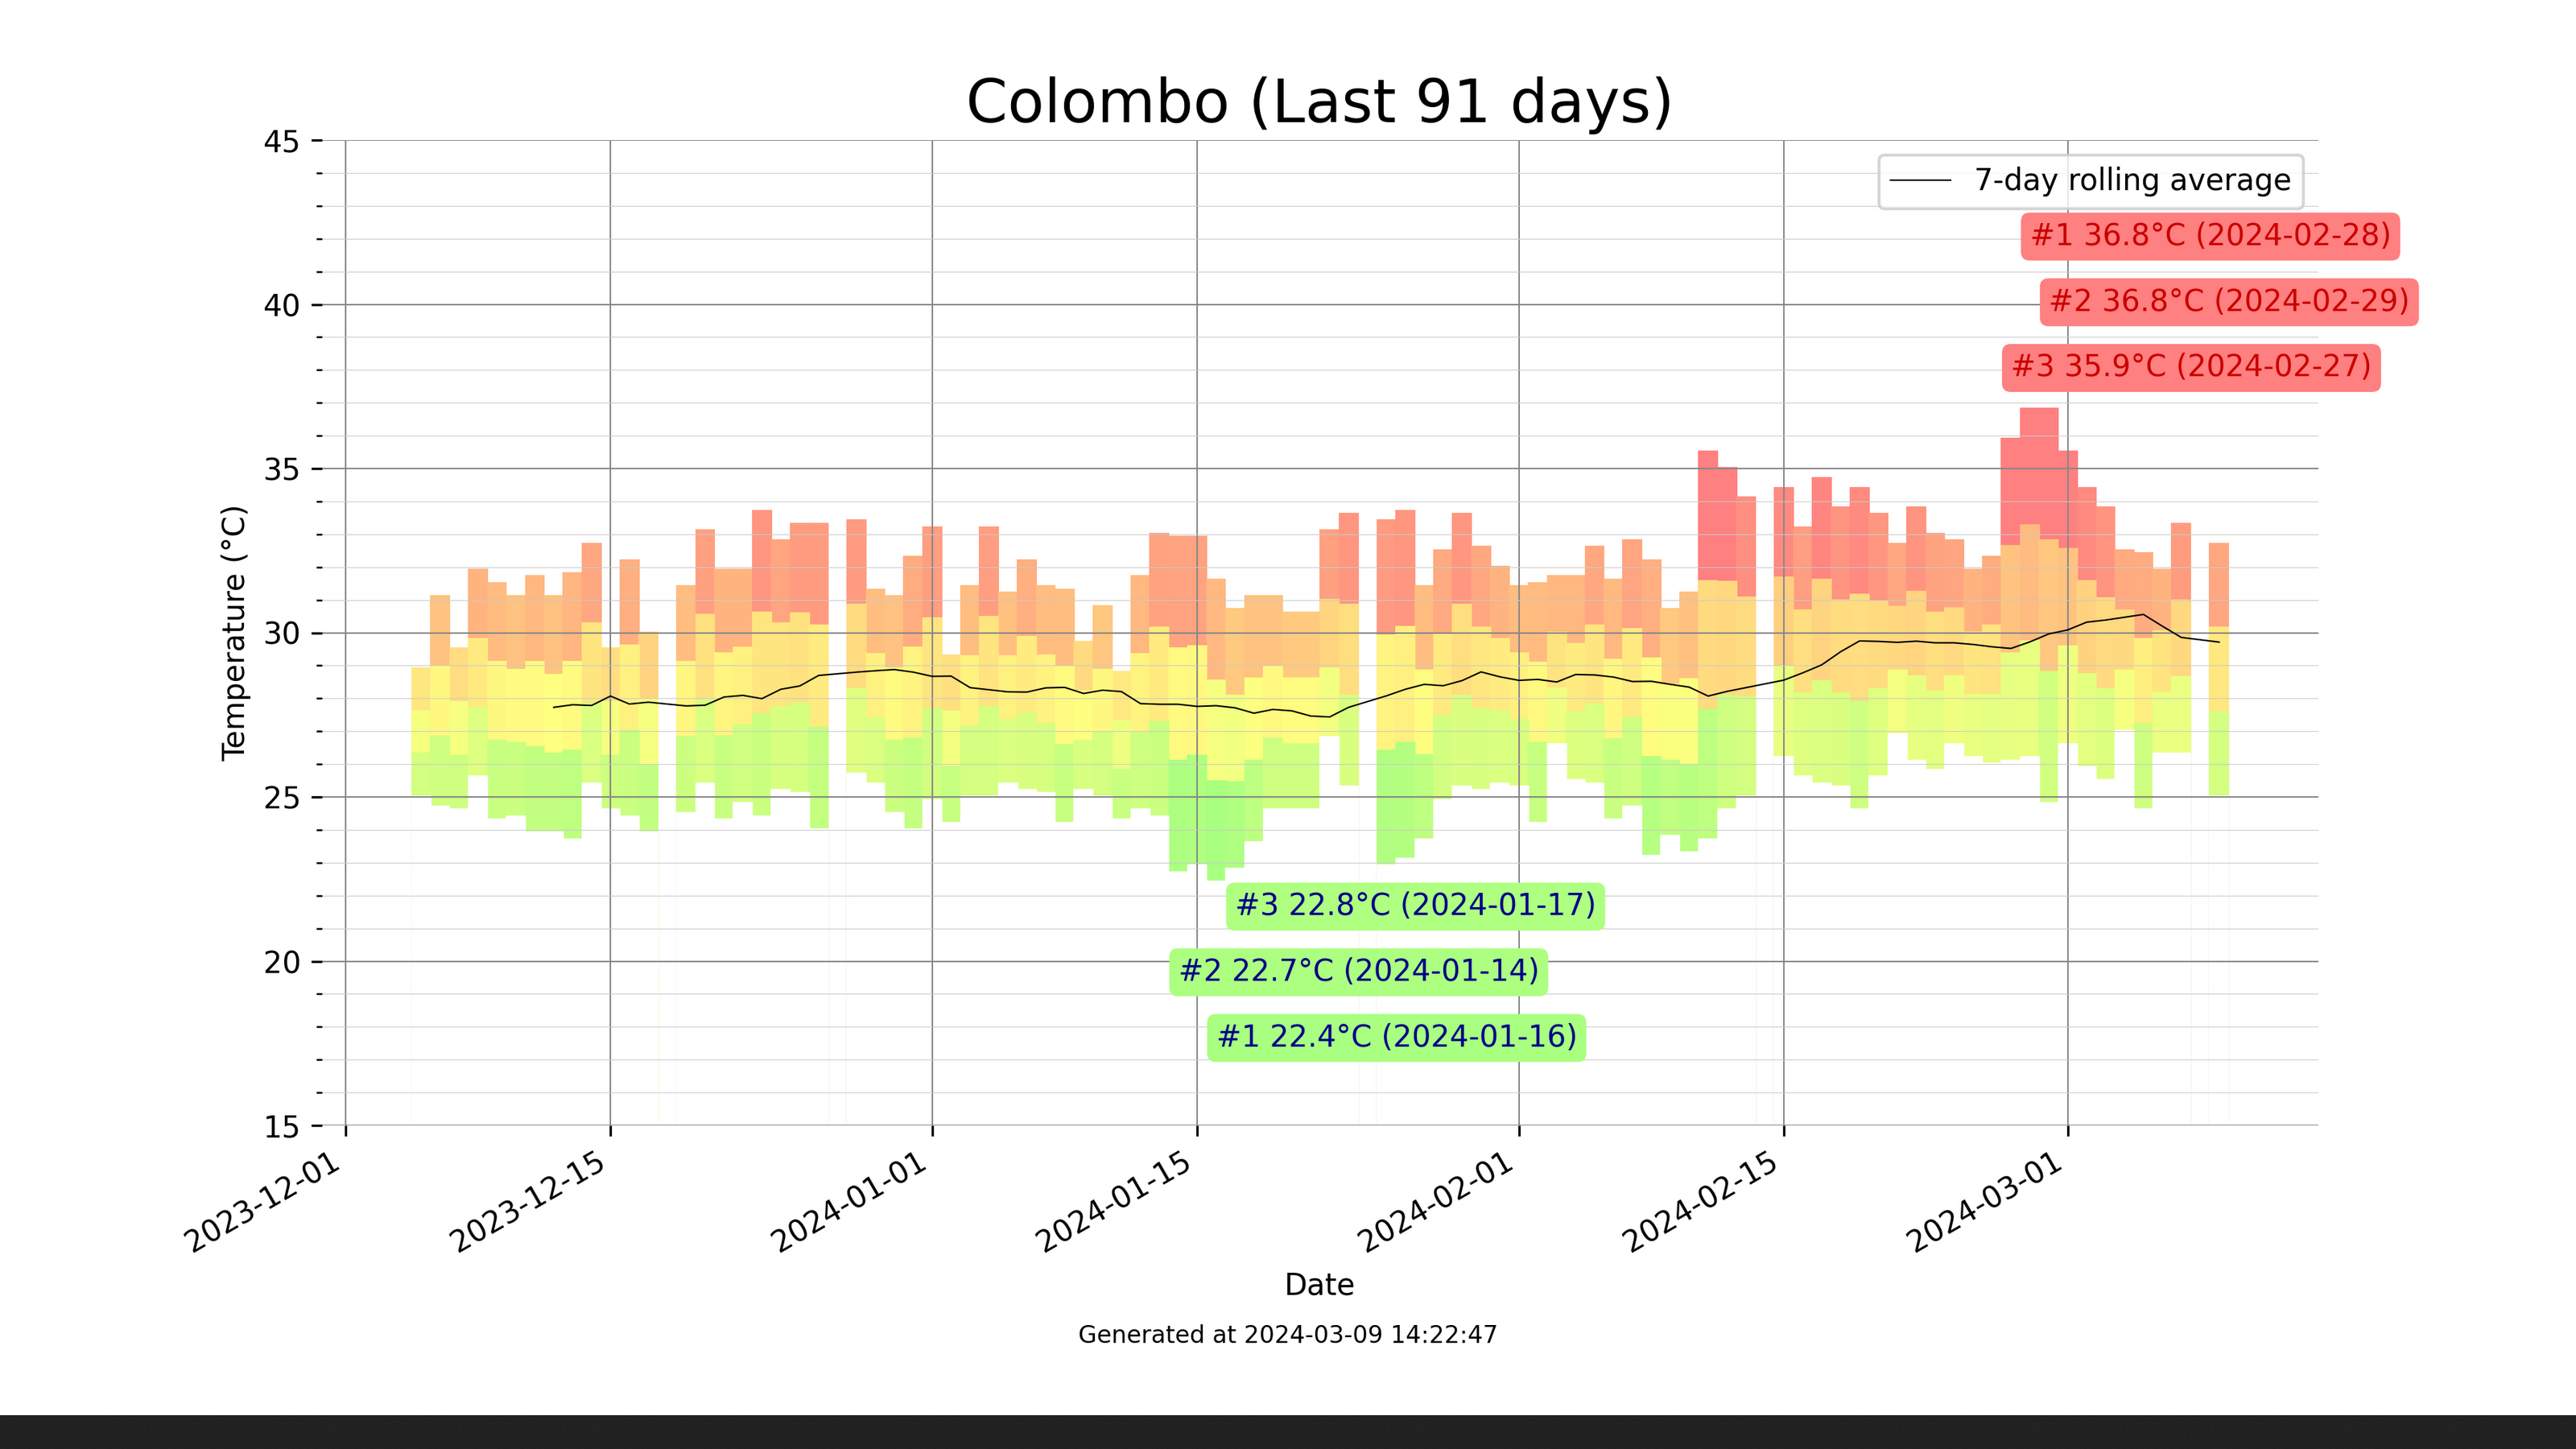 Colombo (Last 91 days)
45
40
35
30
25
20
15
Temperature (°C)
7-day rolling average
#1 36.8°C (2024-02-28)
#2 36.8°C (2024-02-29)
#3 35.9°C (2024-02-27)
#3 22.8°C (2024-01-17)
#2 22.7°C (2024-01-14)
#1 22.4°C (2024-01-16)
2023-12-01
2023-12-15
2024-01-01
2024-01-15
2024-02-01
2024-02-15
2024-03-01
Date
Generated at 2024-03-09 14:22:47